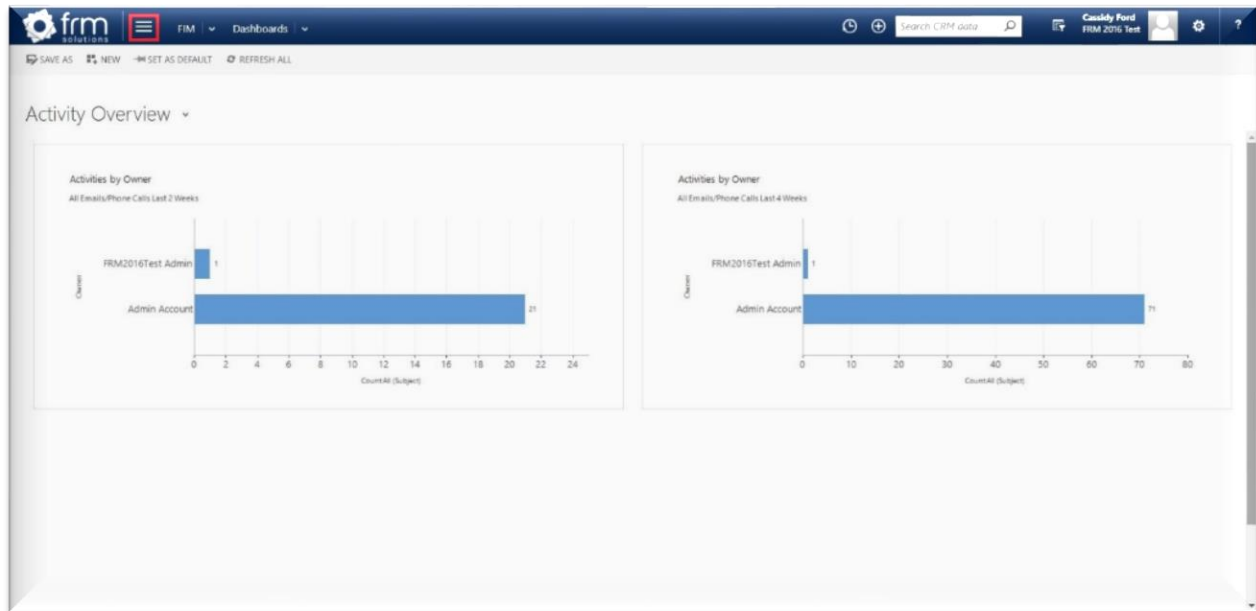 frm
solutions
FIM
Dashboards
Search CRM data
Cassidy Ford
FRM 2016 Test
?
SAVE AS
NEW
SET AS DEFAULT
REFRESH ALL
Activity Overview
Activities by Owner
All Emails/Phone Calls Last 2 Weeks
Owner
FRM2016Test Admin
1
Admin Account
21
0 2 4 6 8 10 12 14 16 18 20 22 24
CountAll (Subject)
Activities by Owner
All Emails/Phone Calls Last 4 Weeks
Owner
FRM2016Test Admin
1
Admin Account
71
0 10 20 30 40 50 60 70 80
CountAll (Subject)